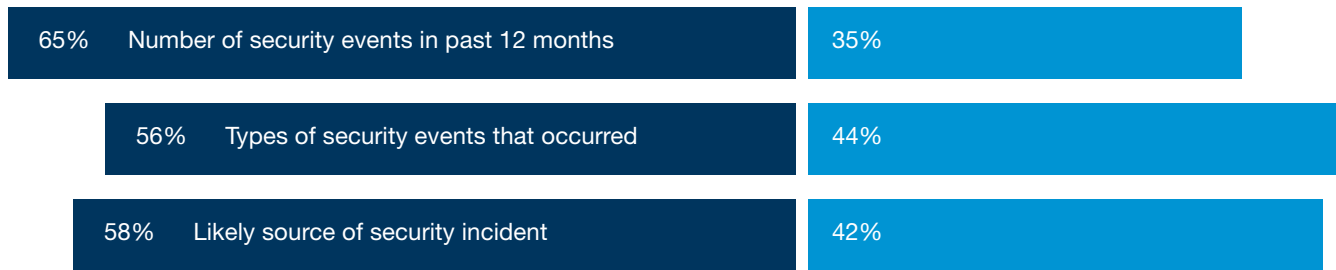 65% Number of security events in past 12 months 35%
56% Types of security events that occurred 44%
58% Likely source of security incident 42%